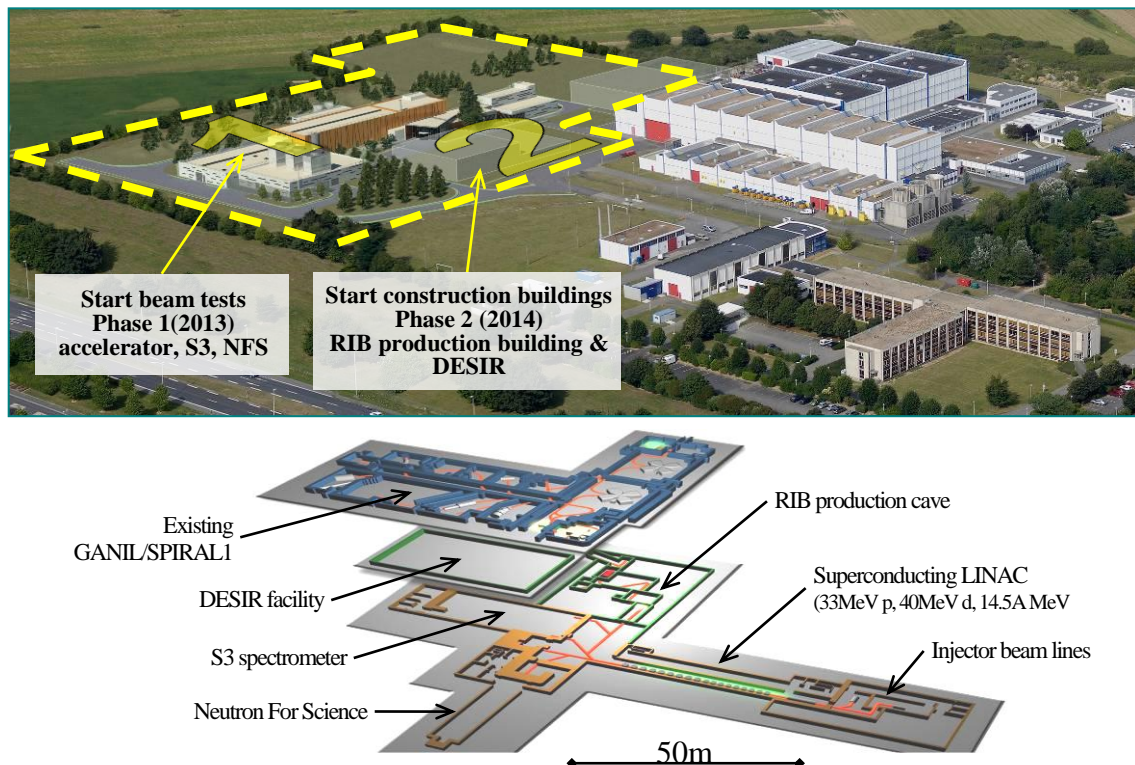 1
2
Start beam tests
Phase 1(2013)
accelerator, S3, NFS
Start construction buildings
Phase 2 (2014)
RIB production building &
DESIR
RIB production cave
Existing
GANIL/SPIRAL1
Superconducting LINAC
(33MeV p, 40MeV d, 14.5A MeV
DESIR facility
S3 spectrometer
Injector beam lines
Neutron For Science
50m